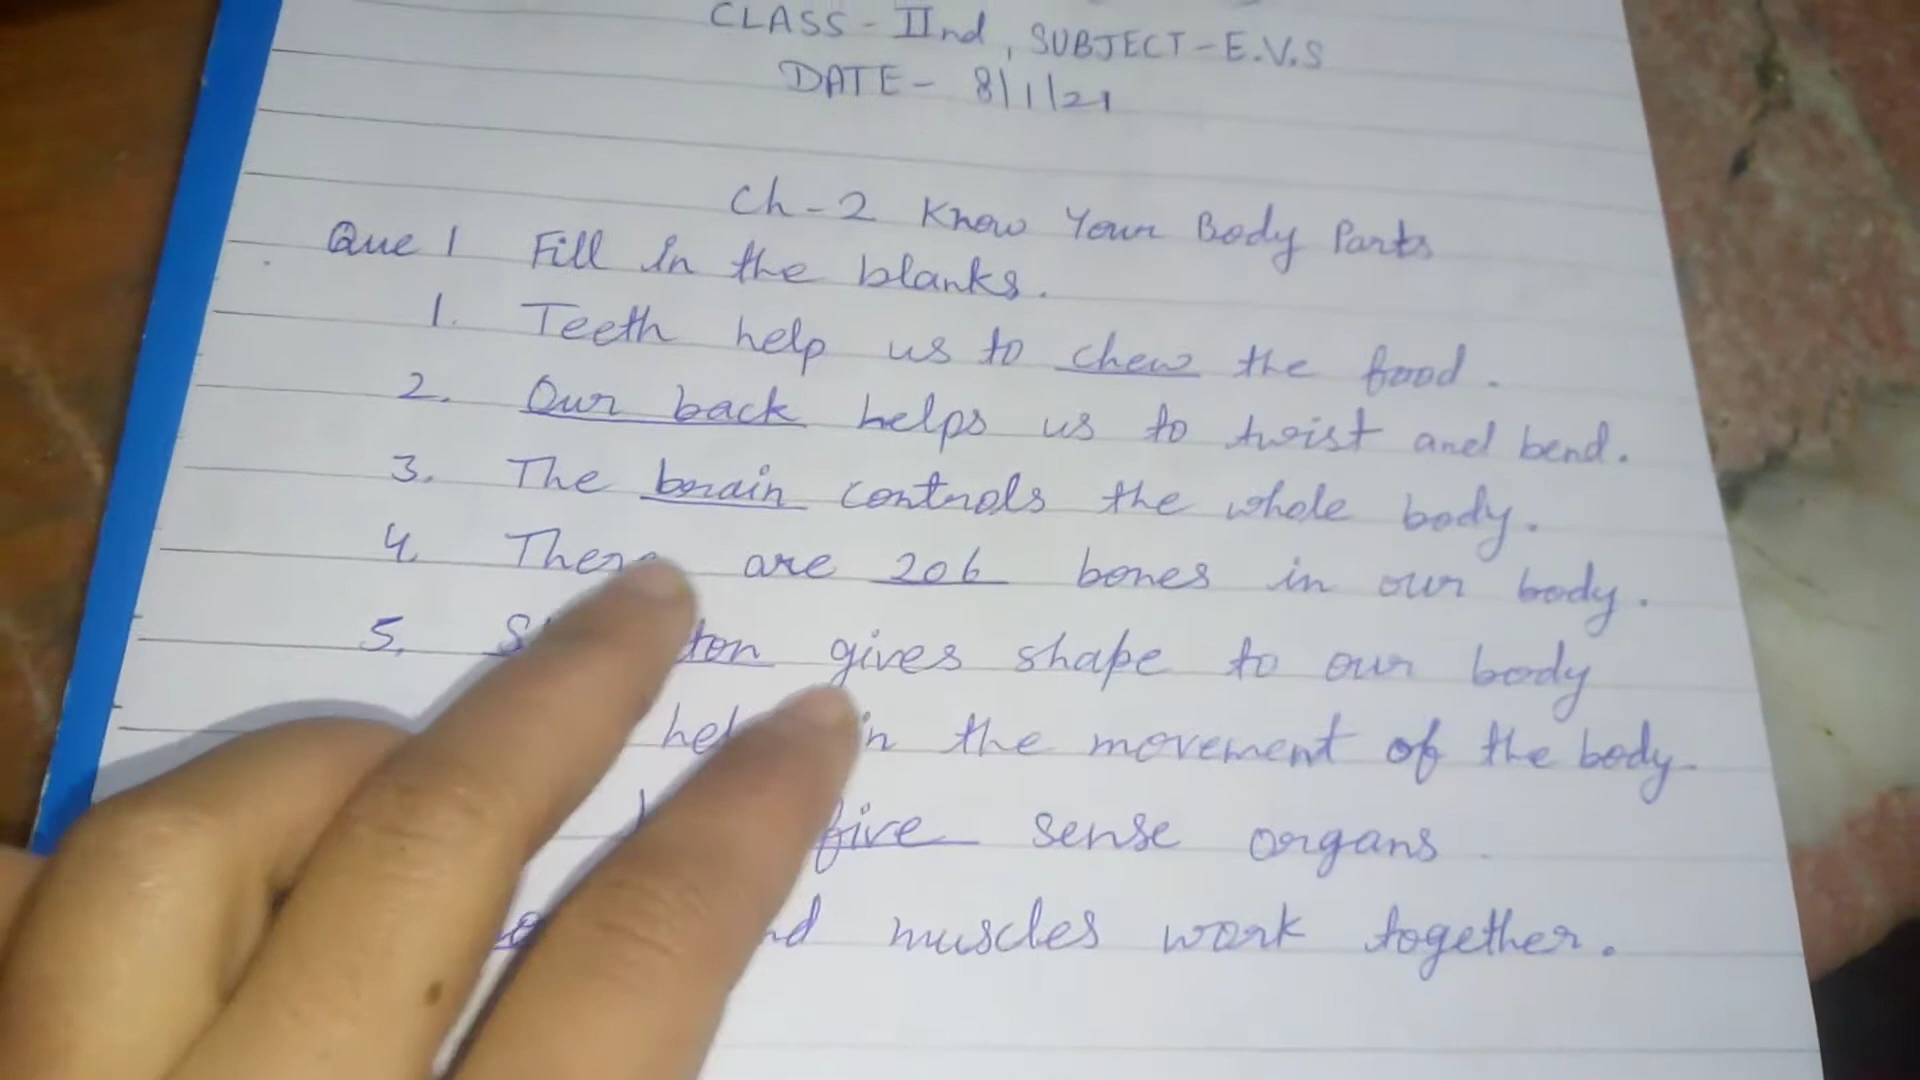 CLASS - IInd, SUBJECT - E.V.S
DATE - 8/1/21
Ch - 2 Know Your Body Parts
Que 1 Fill in the blanks.
1. Teeth help us to chew the food.
2. Our back helps us to twist and bend.
3. The brain controls the whole body.
4. There are 206 bones in our body.
5. gives shape to our body
in the movement of the body.
five sense organs.
muscles work together.